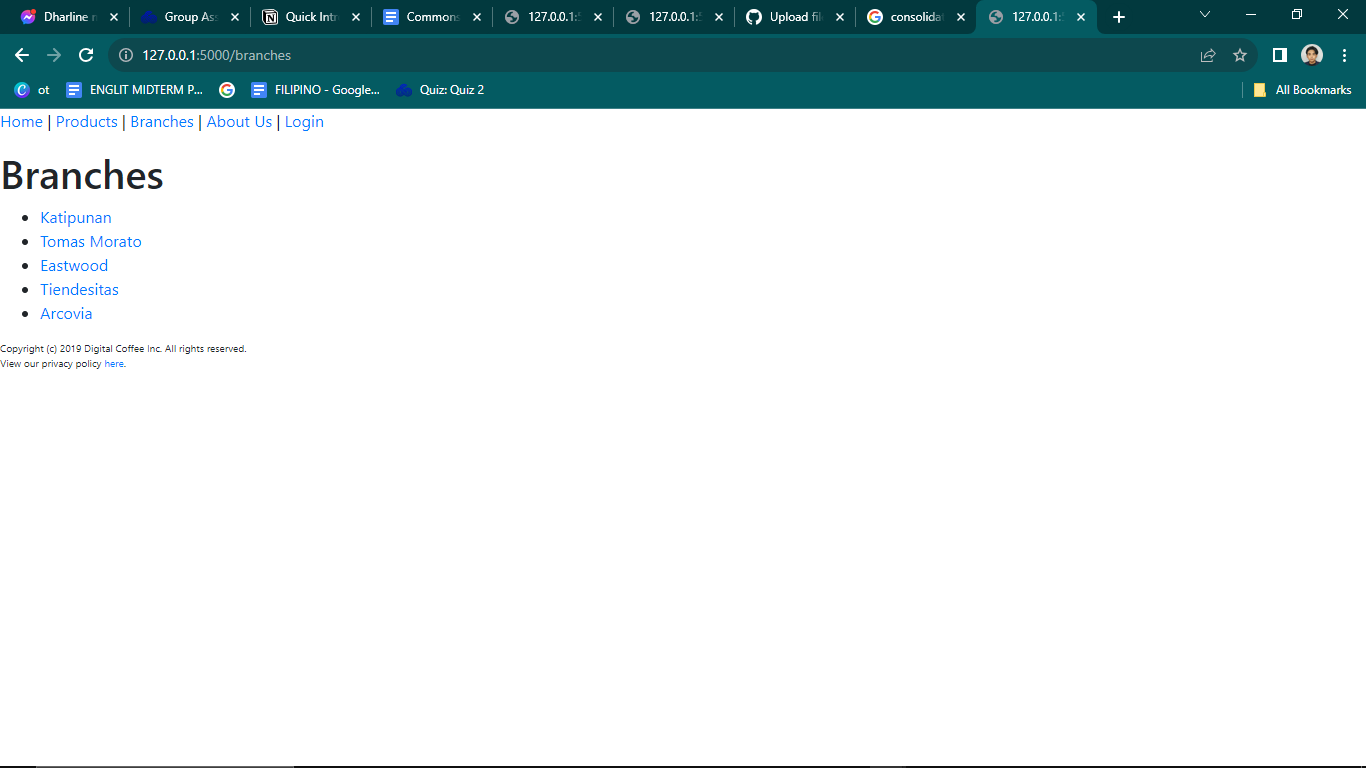 Dharline
Group Ass
Quick Intr
Commons
127.0.0.1:5
127.0.0.1:5
Upload file
consolidat
127.0.0.1:5
127.0.0.1:5000/branches
ot
ENGLIT MIDTERM P...
FILIPINO - Google...
Quiz: Quiz 2
All Bookmarks
Home | Products | Branches | About Us | Login
Branches
Katipunan
Tomas Morato
Eastwood
Tiendesitas
Arcovia
Copyright (c) 2019 Digital Coffee Inc. All rights reserved.
View our privacy policy here.